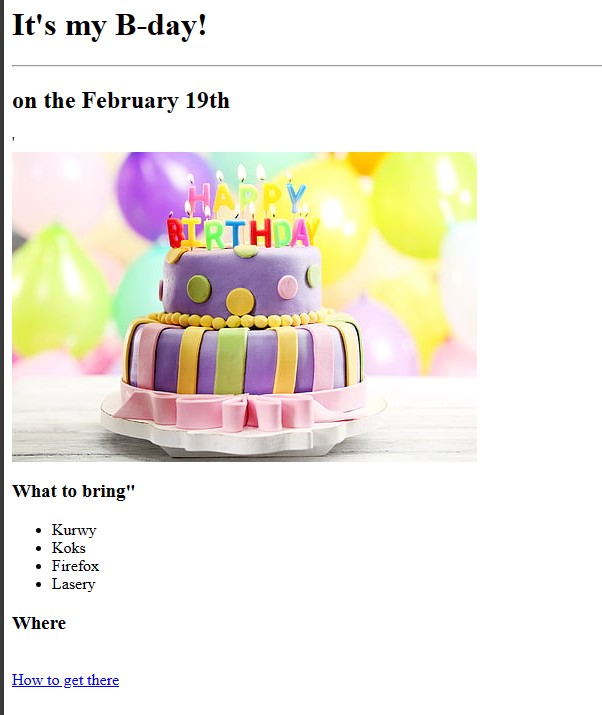 It's my B-day!
on the February 19th
'
HAPPY
BIRTHDAY
What to bring"
Kurwy
Koks
Firefox
Lasery
Where
How to get there